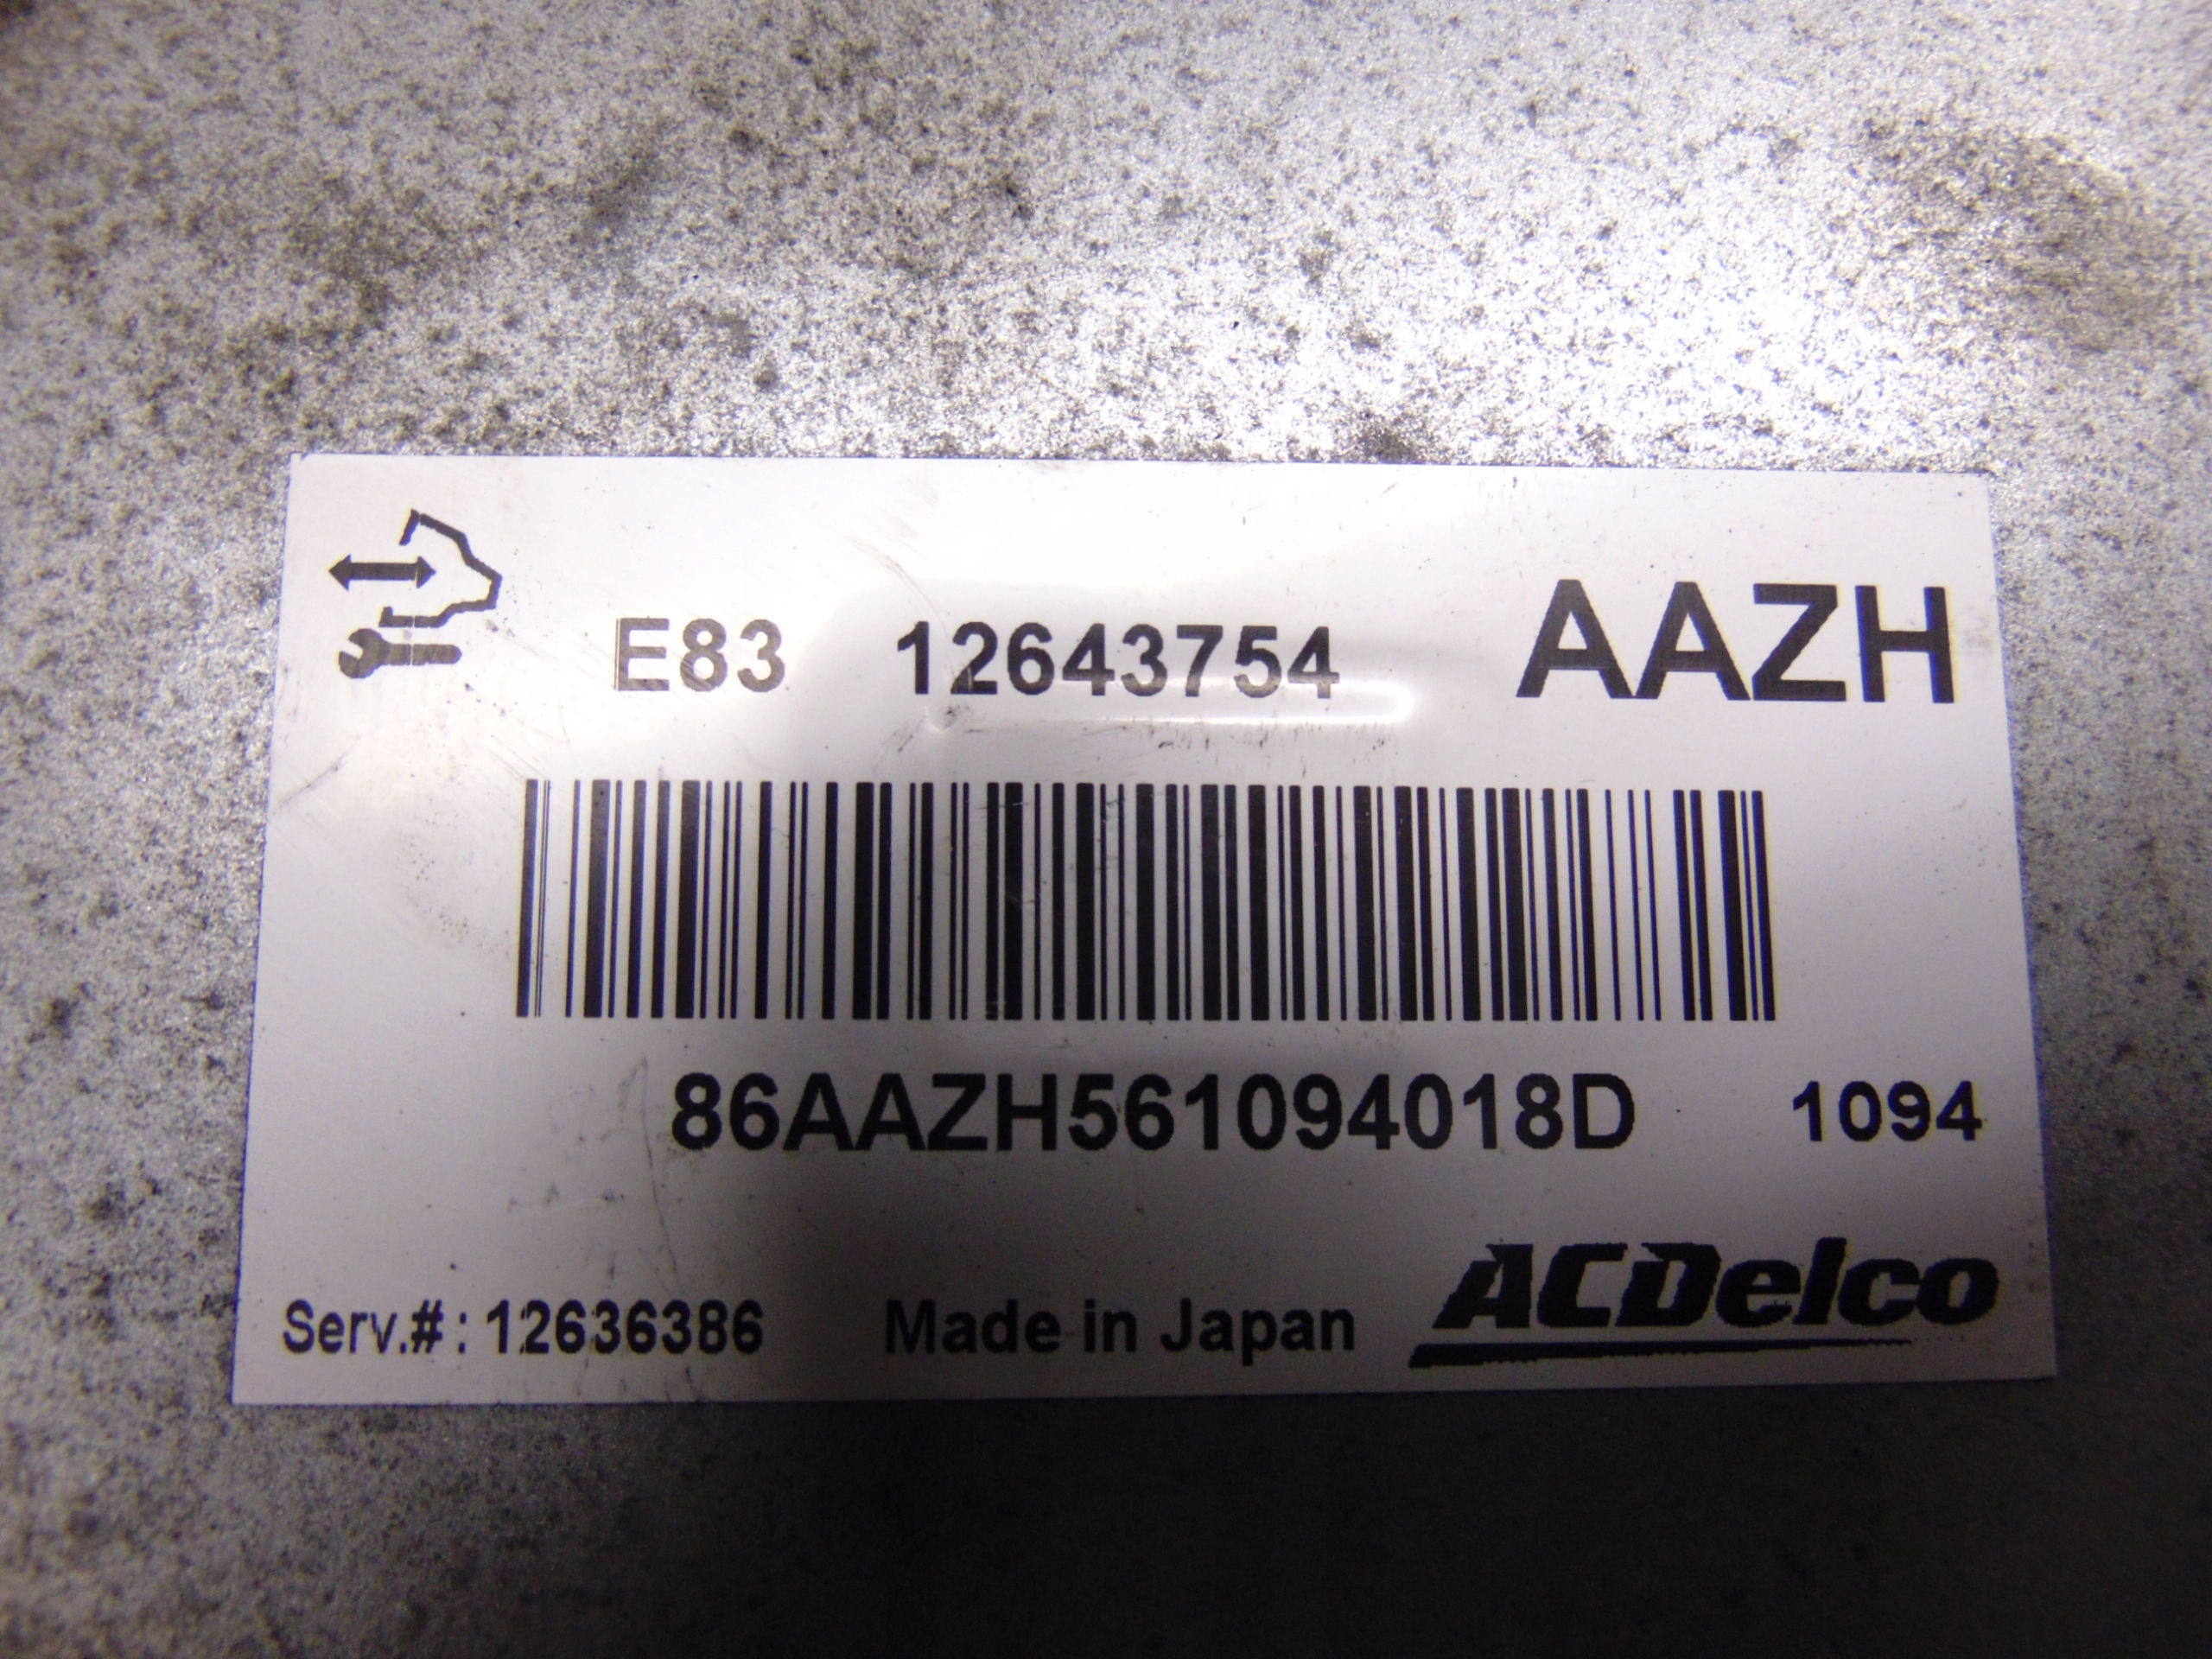 E83 12643754 AAZH
86AAZH561094018D 1094
Serv.#: 12636386 Made in Japan ACDelco